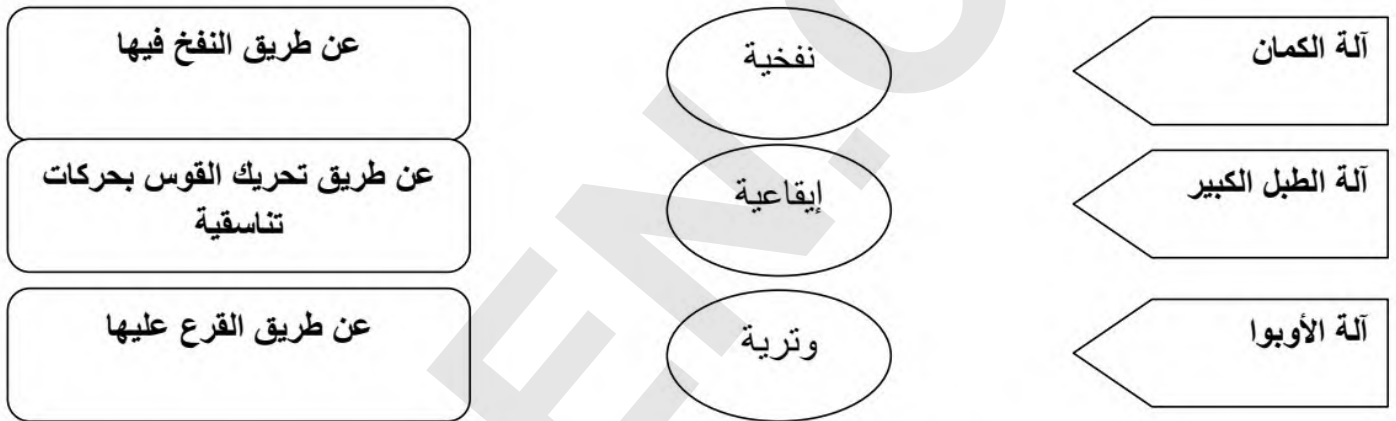 آلة الكمان
نفخية
عن طريق النفخ فيها
آلة الطبل الكبير
إيقاعية
عن طريق تحريك القوس بحركات
تناسقية
آلة الأوبوا
وترية
عن طريق القرع عليها